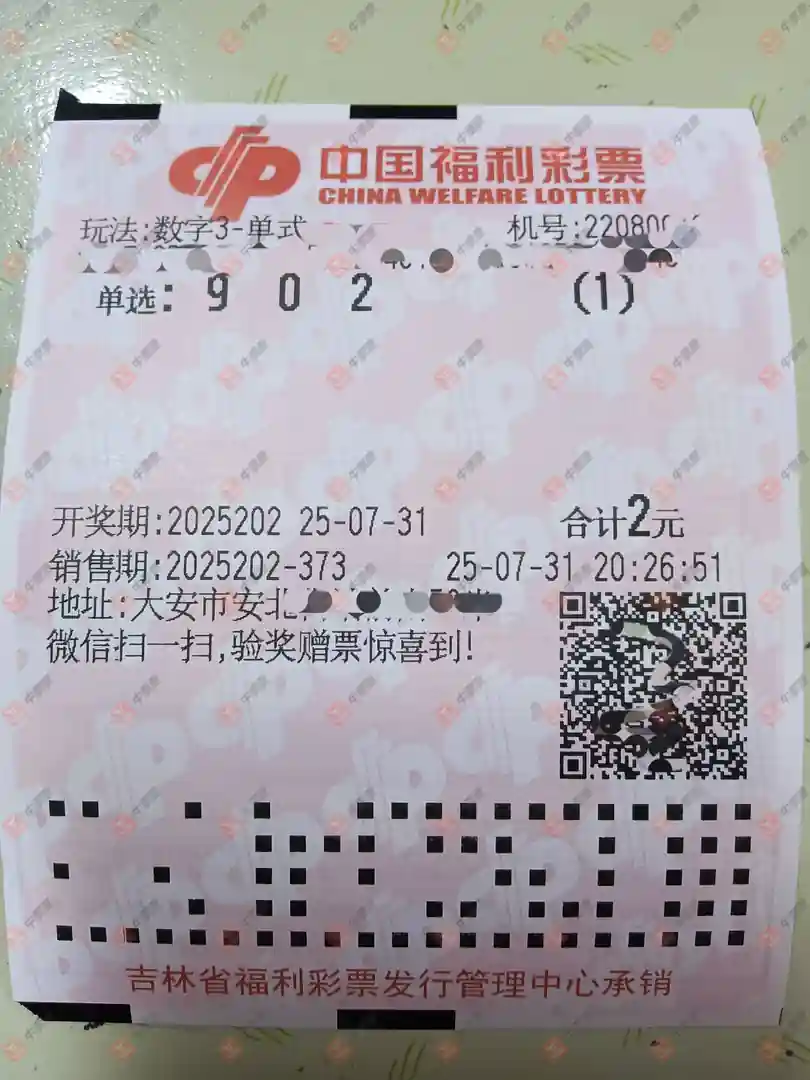 中国福利彩票
CHINA WELFARE LOTTERY
玩法:数字3-单式 机号:22080
单选: 9 0 2 (1)
开奖期:2025202 25-07-31 合计2元
销售期:2025202-373 25-07-31 20:26:51
地址:大安市安北
微信扫一扫,验奖赠票惊喜到!
吉林省福利彩票发行管理中心承销